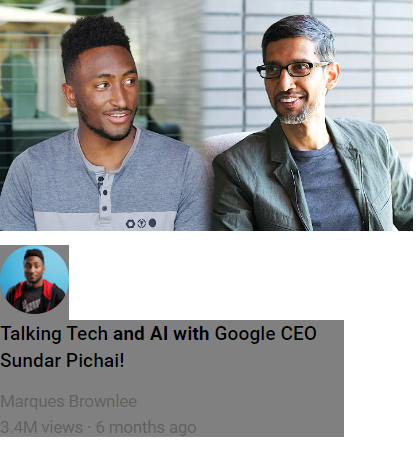 Talking Tech and AI with Google CEO
Sundar Pichai!
Marques Brownlee
3.4M views · 6 months ago